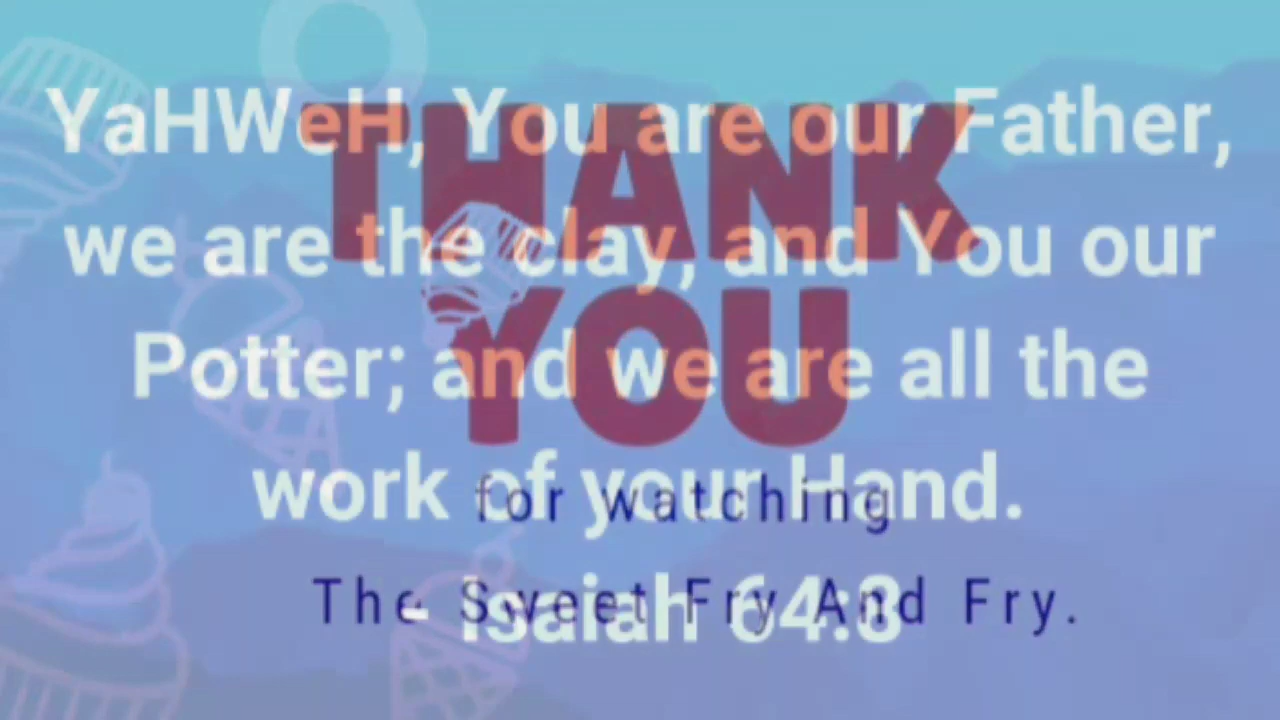 YaHWeH, You are our Father,
we are the clay, and You our
Potter; and we are all the
work of your Hand.
- Isaiah 64:8
THANK
YOU
for watching
The Sweet Fry And Fry.